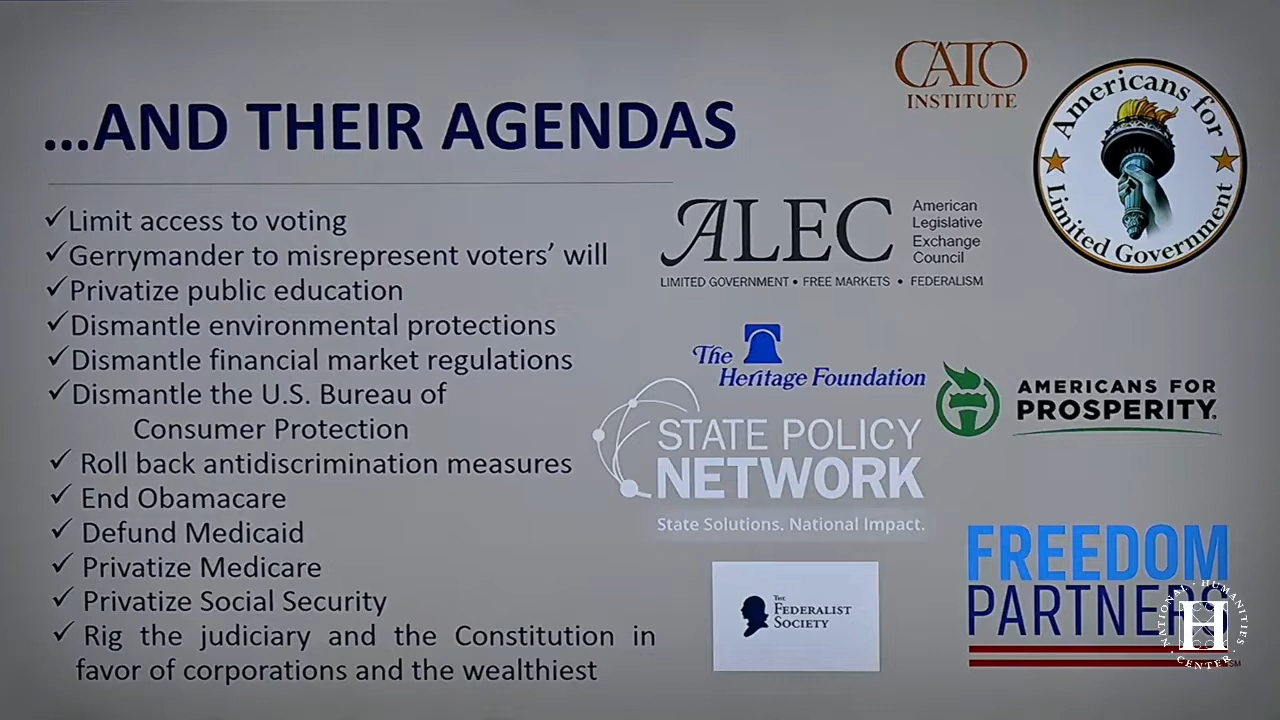 ...AND THEIR AGENDAS
✓Limit access to voting
✓Gerrymander to misrepresent voters’ will
✓Privatize public education
✓Dismantle environmental protections
✓Dismantle financial market regulations
✓Dismantle the U.S. Bureau of
Consumer Protection
✓ Roll back antidiscrimination measures
✓ End Obamacare
✓ Defund Medicaid
✓ Privatize Medicare
✓ Privatize Social Security
✓ Rig the judiciary and the Constitution in
favor of corporations and the wealthiest
CATO
INSTITUTE
Americans for
Limited Government
ALEC
American
Legislative
Exchange
Council
LIMITED GOVERNMENT • FREE MARKETS • FEDERALISM
The
Heritage Foundation
AMERICANS FOR
PROSPERITY.
STATE POLICY
NETWORK
State Solutions. National Impact.
THE
FEDERALIST
SOCIETY
FREEDOM
PARTNERS
SM
NATIONAL · HUMANITIES · CENTER ·
H